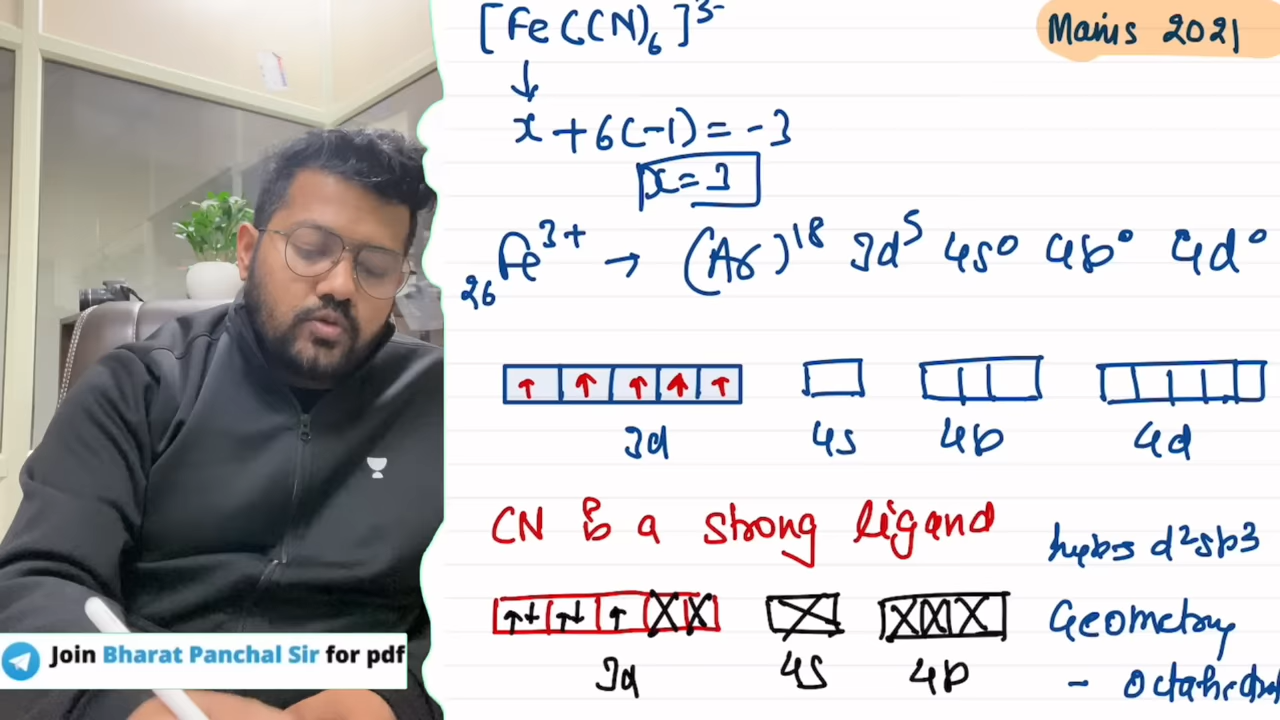 [Fe(CN)6]3-
Mains 2021
↓
x + 6(-1) = -3
x = 3
26Fe3+ → (Ar)18 3d5 4s0 4p0 4d0
↑ ↑ ↑ ↑ ↑
3d 4s 4p 4d
CN is a strong ligand
hybs d2sp3
↑↓ ↑↓ ↑ X X X X X X
3d 4s 4p
Geometry
- octahedral
Join Bharat Panchal Sir for pdf